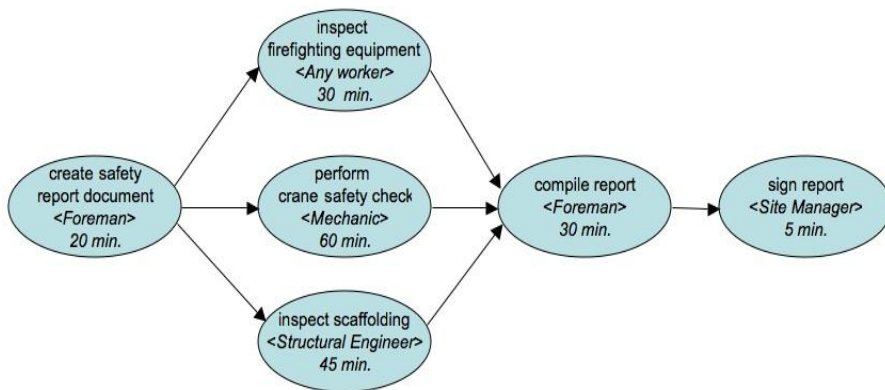 inspect
firefighting equipment
<Any worker>
30 min.
create safety
report document
<Foreman>
20 min.
perform
crane safety check
<Mechanic>
60 min.
compile report
<Foreman>
30 min.
sign report
<Site Manager>
5 min.
inspect scaffolding
<Structural Engineer>
45 min.